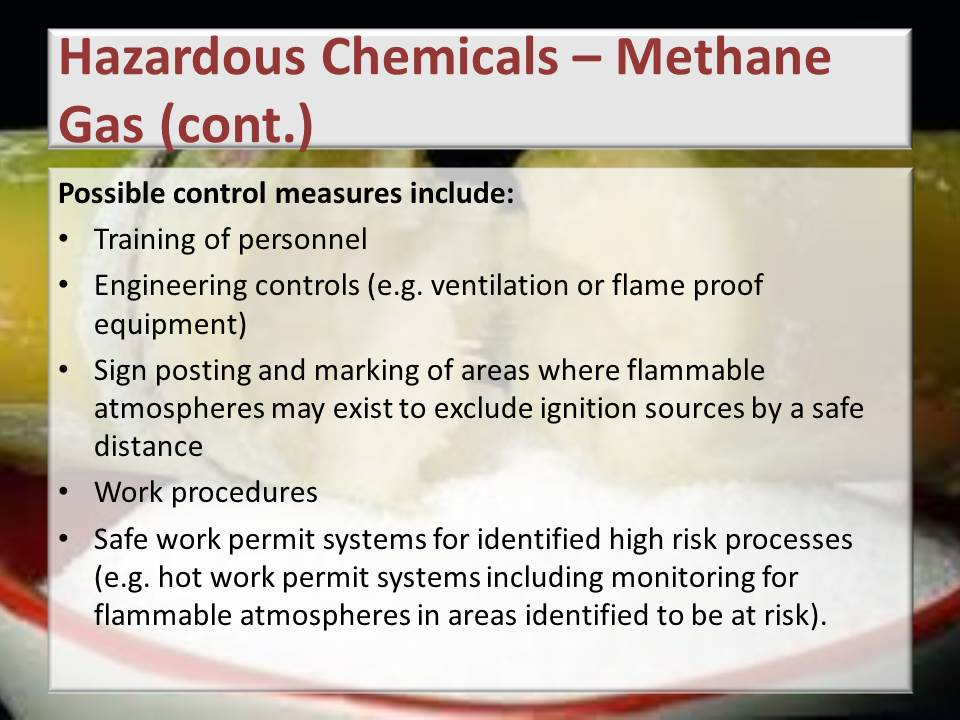 Hazardous Chemicals – Methane
Gas (cont.)
Possible control measures include:
• Training of personnel
• Engineering controls (e.g. ventilation or flame proof
equipment)
• Sign posting and marking of areas where flammable
atmospheres may exist to exclude ignition sources by a safe
distance
• Work procedures
• Safe work permit systems for identified high risk processes
(e.g. hot work permit systems including monitoring for
flammable atmospheres in areas identified to be at risk).